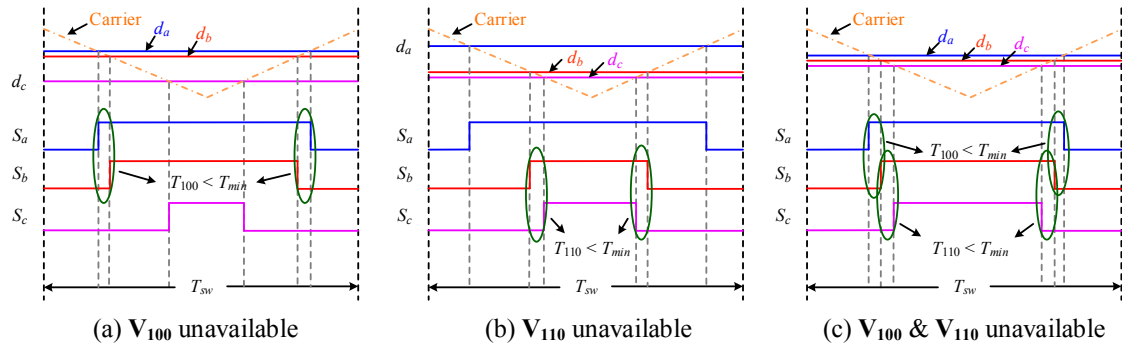 Carrier
d_a
d_b
d_c
S_a
S_b
S_c
T_100 < T_min
T_sw
(a) V_100 unavailable
Carrier
d_a
d_b
d_c
S_a
S_b
S_c
T_110 < T_min
T_sw
(b) V_110 unavailable
Carrier
d_a
d_b
d_c
S_a
S_b
S_c
T_100 < T_min
T_110 < T_min
T_sw
(c) V_100 & V_110 unavailable